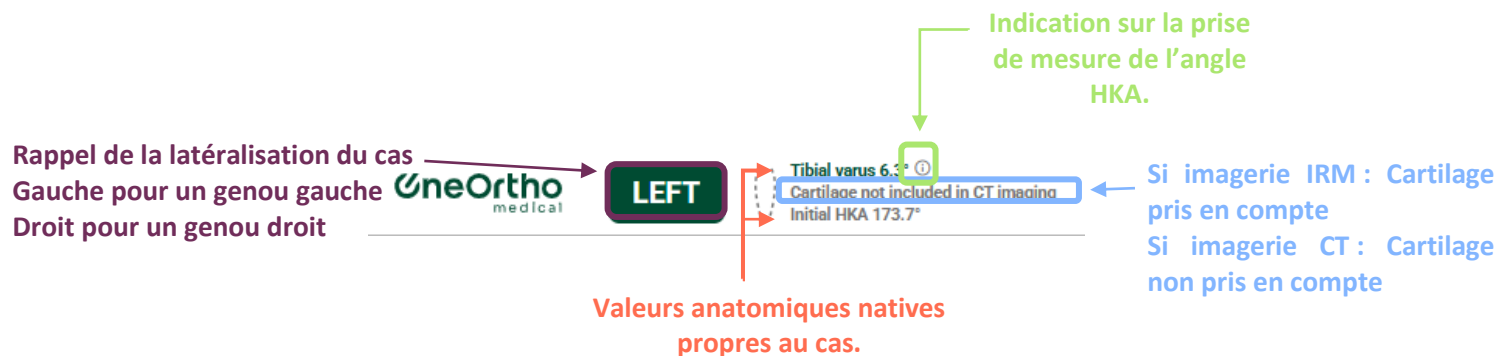 Indication sur la prise
de mesure de l’angle
HKA.
Rappel de la latéralisation du cas
Gauche pour un genou gauche
Droit pour un genou droit
OneOrtho
medical
LEFT
Tibial varus 6.3°
Cartilage not included in CT imaging
Initial HKA 173.7°
Si imagerie IRM : Cartilage
pris en compte
Si imagerie CT : Cartilage
non pris en compte
Valeurs anatomiques natives
propres au cas.